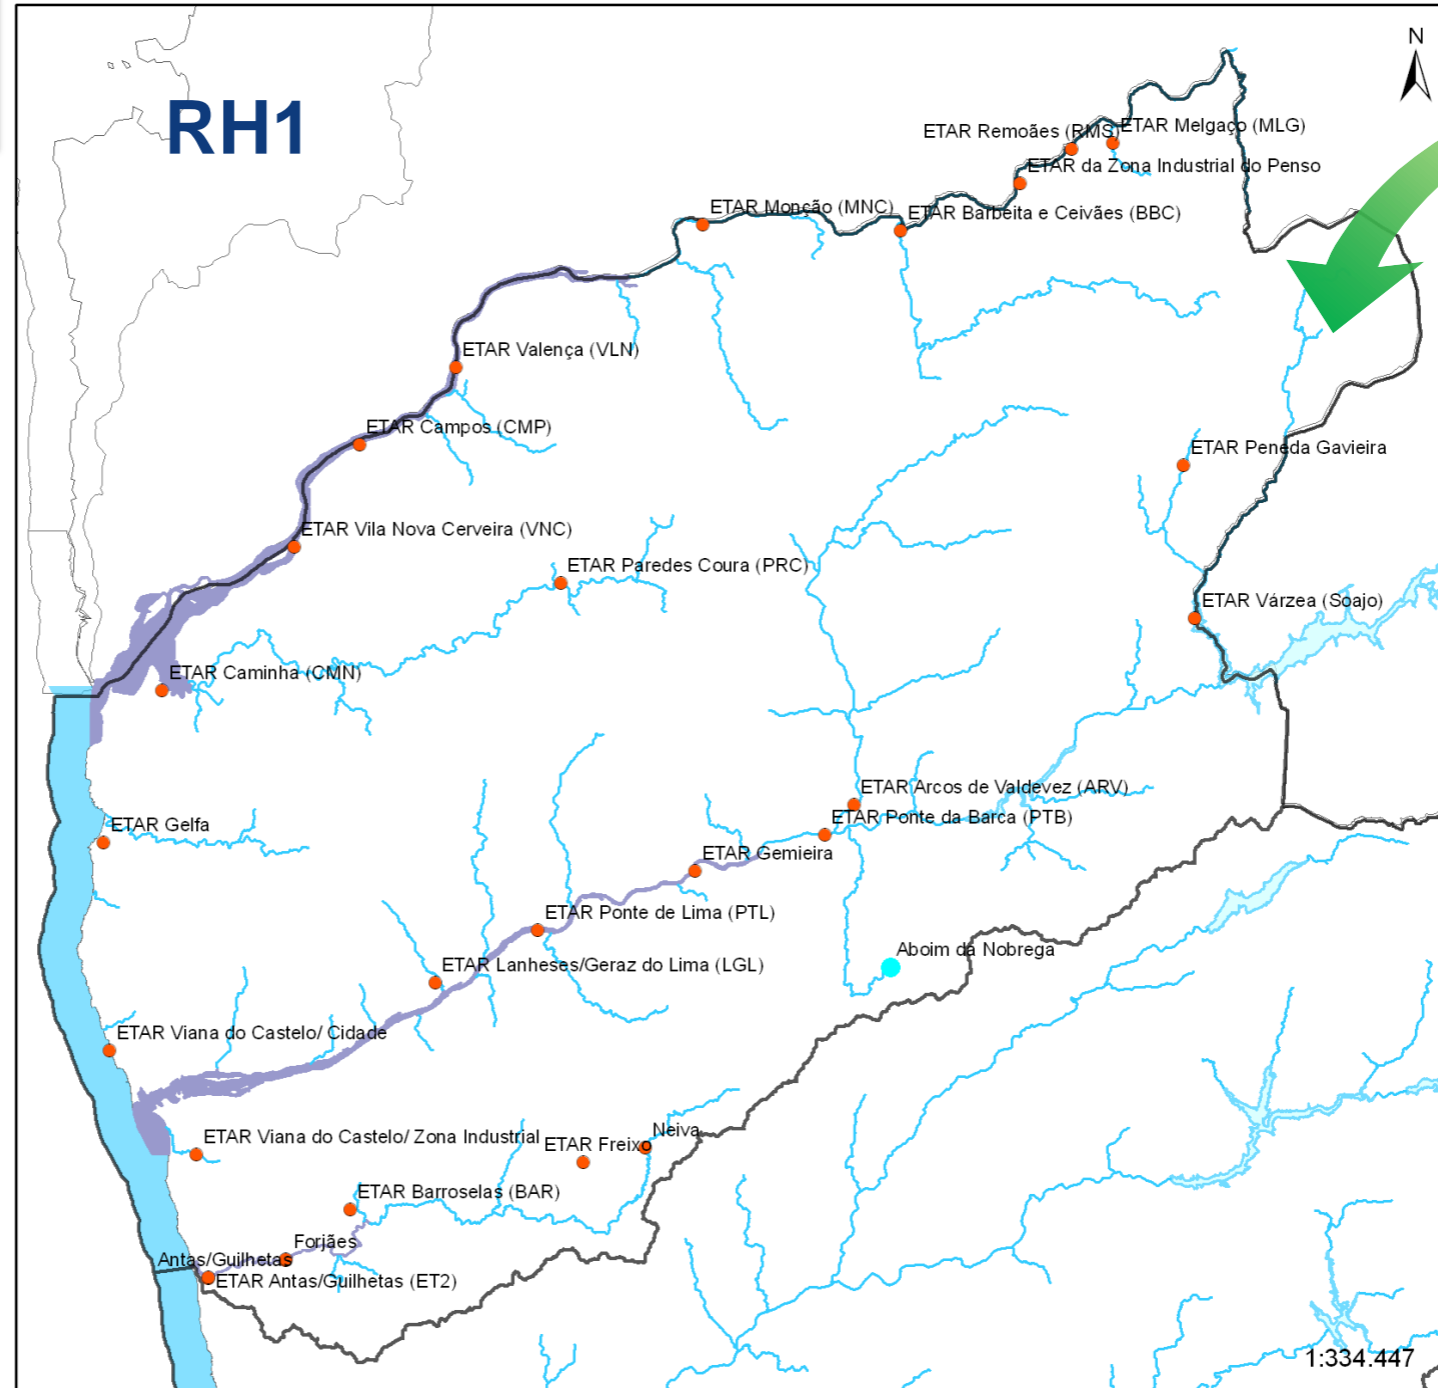 N
RH1
ETAR Remoães (RMS)
ETAR Melgaço (MLG)
ETAR da Zona Industrial do Penso
ETAR Monção (MNC)
ETAR Barbeita e Ceivães (BBC)
ETAR Valença (VLN)
ETAR Campos (CMP)
ETAR Peneda Gavieira
ETAR Vila Nova Cerveira (VNC)
ETAR Paredes Coura (PRC)
ETAR Várzea (Soajo)
ETAR Caminha (CMN)
ETAR Arcos de Valdevez (ARV)
ETAR Ponte da Barca (PTB)
ETAR Gelfa
ETAR Gemieira
ETAR Ponte de Lima (PTL)
Aboim da Nobrega
ETAR Lanheses/Geraz do Lima (LGL)
ETAR Viana do Castelo/ Cidade
ETAR Viana do Castelo/ Zona Industrial
ETAR Freixo
Neiva
ETAR Barroselas (BAR)
Forjães
Antas/Guilhetas
ETAR Antas/Guilhetas (ET2)
1:334.447